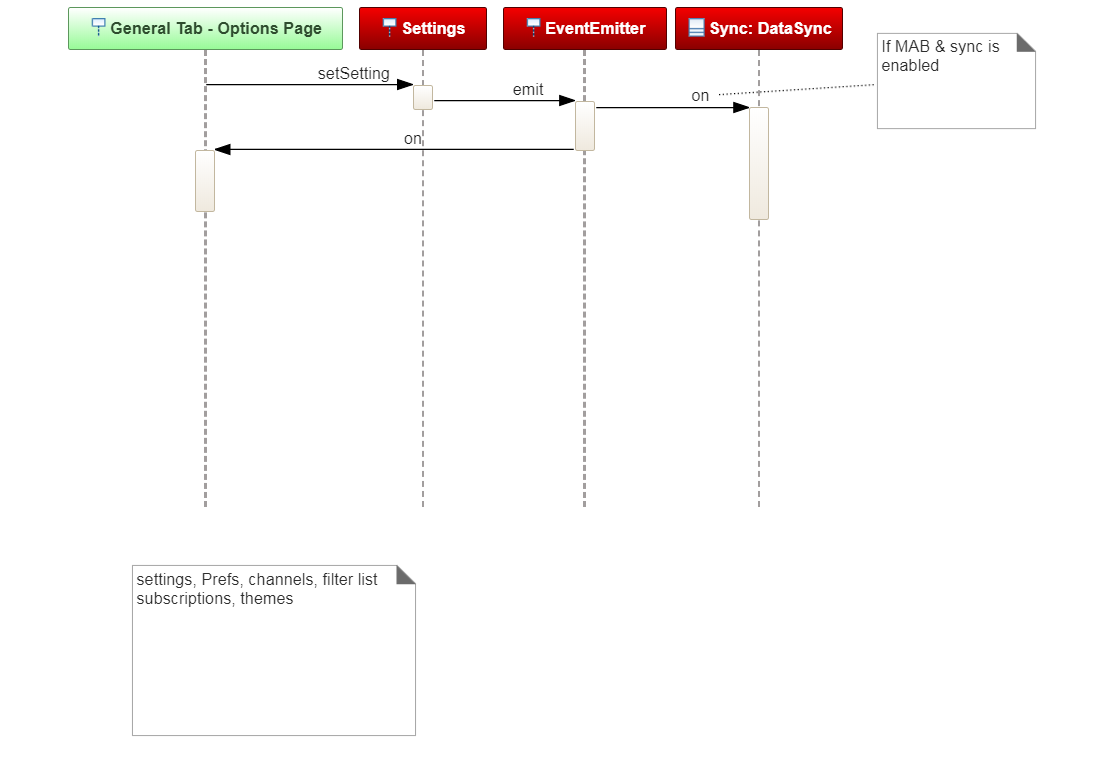 General Tab - Options Page
Settings
EventEmitter
Sync: DataSync
If MAB & sync is
enabled
setSetting
emit
on
on
settings, Prefs, channels, filter list
subscriptions, themes